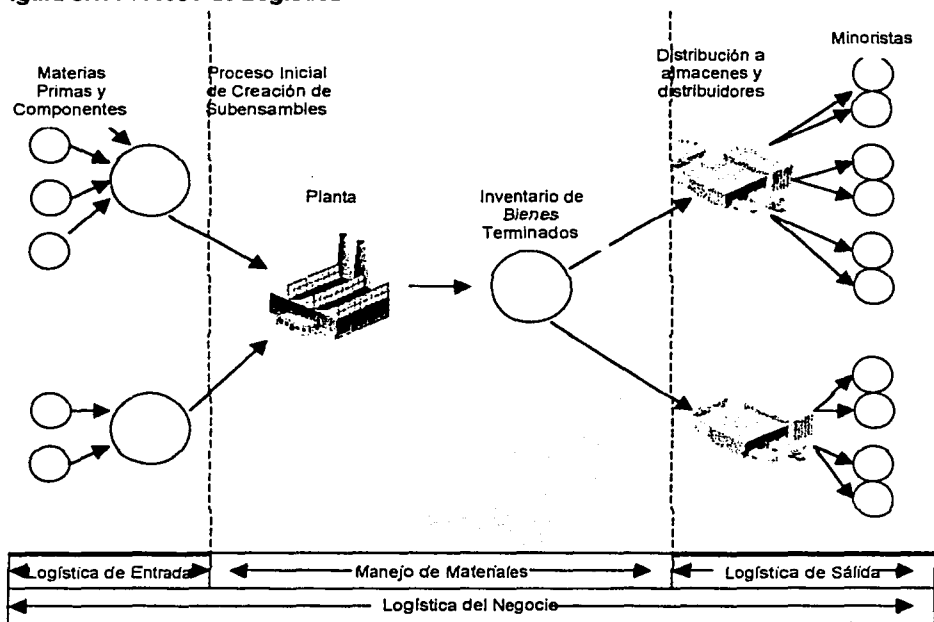 Minoristas
Materias
Primas y
Componentes
Proceso Inicial
de Creación de
Subensambles
Distribución a
almacenes y
distribuidores
Planta
Inventario de
Bienes
Terminados
Logística de Entrada
Manejo de Materiales
Logística de Sálida
Logística del Negocio